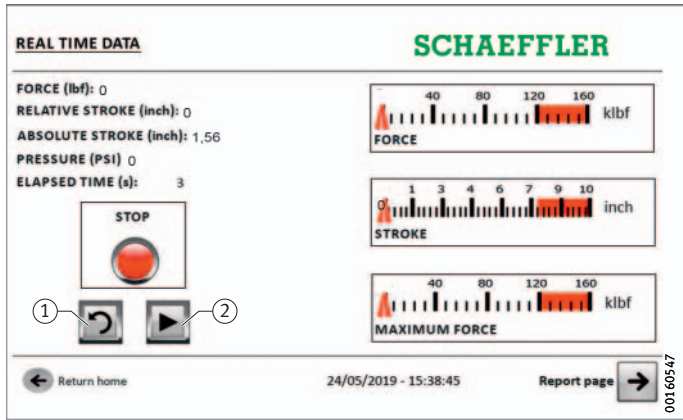 REAL TIME DATA
SCHAEFFLER
FORCE (lbf): 0
RELATIVE STROKE (inch): 0
ABSOLUTE STROKE (inch): 1,56
PRESSURE (PSI) 0
ELAPSED TIME (s): 3
STOP
1
2
40 80 120 160
klbf
FORCE
1 3 4 6 7 9 10
0
inch
STROKE
40 80 120 160
klbf
MAXIMUM FORCE
Return home
24/05/2019 - 15:38:45
Report page
00160547